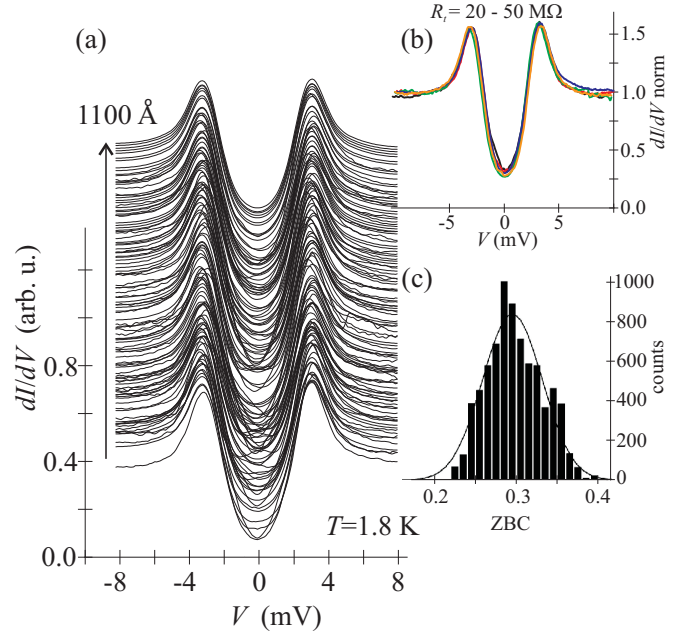 (a)
1100 Å
dI/dV (arb. u.)
0.8
0.4
0.0
T=1.8 K
-8 -4 0 4 8
V (mV)
(b)
Rt = 20 - 50 MΩ
1.5
1.0
0.5
0.0
dI/dV norm
-5 0 5
V (mV)
(c)
1000
800
600
400
200
0
counts
0.2 0.3 0.4
ZBC